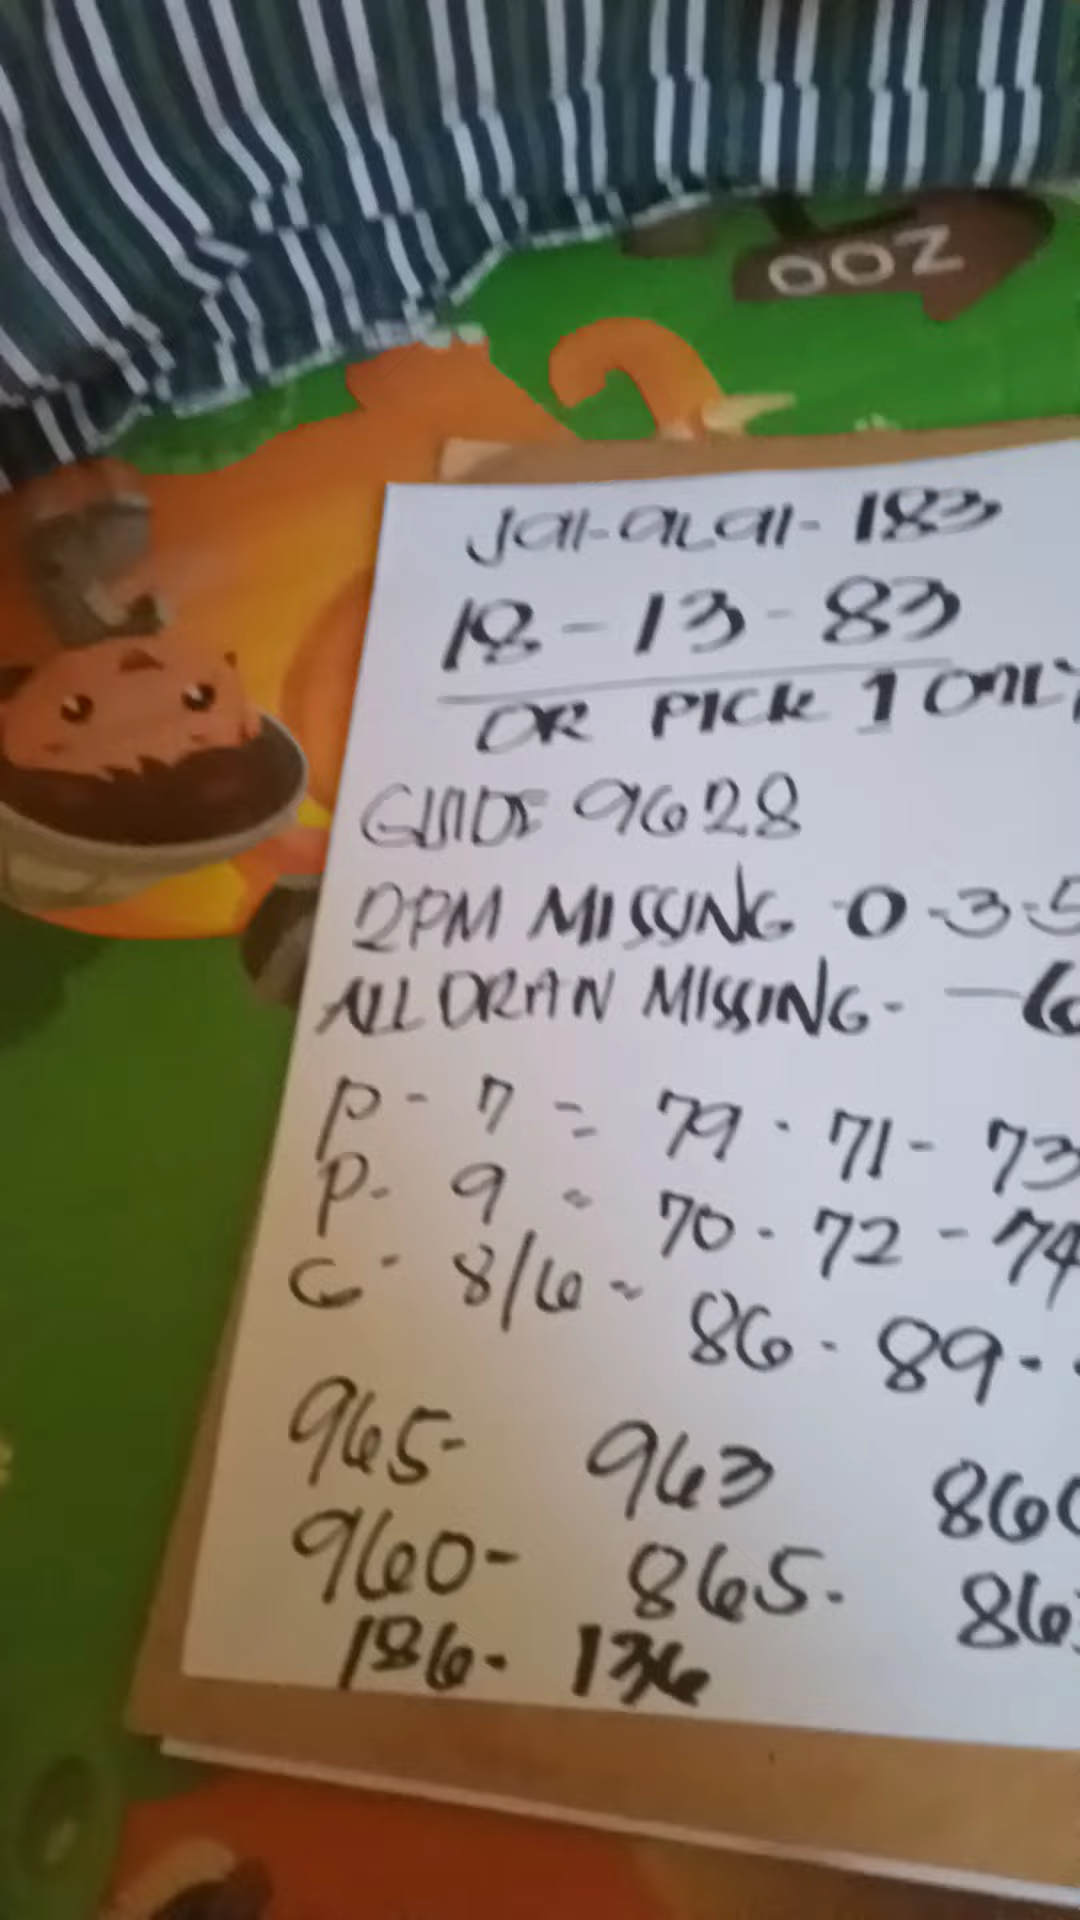 ZOO
Jai-aLai- 183
18 - 13 - 83
OR PICK 1 ONLY
GUIDE 9628
2PM MISSING -0 -3-5
ALL DRAW MISSING- -6
P - 7 = 79 - 71 - 73
P- 9 - 70 - 72 - 74
C - 8/6 - 86 - 89 -
965- 963 860
960- 865- 863
186- 136